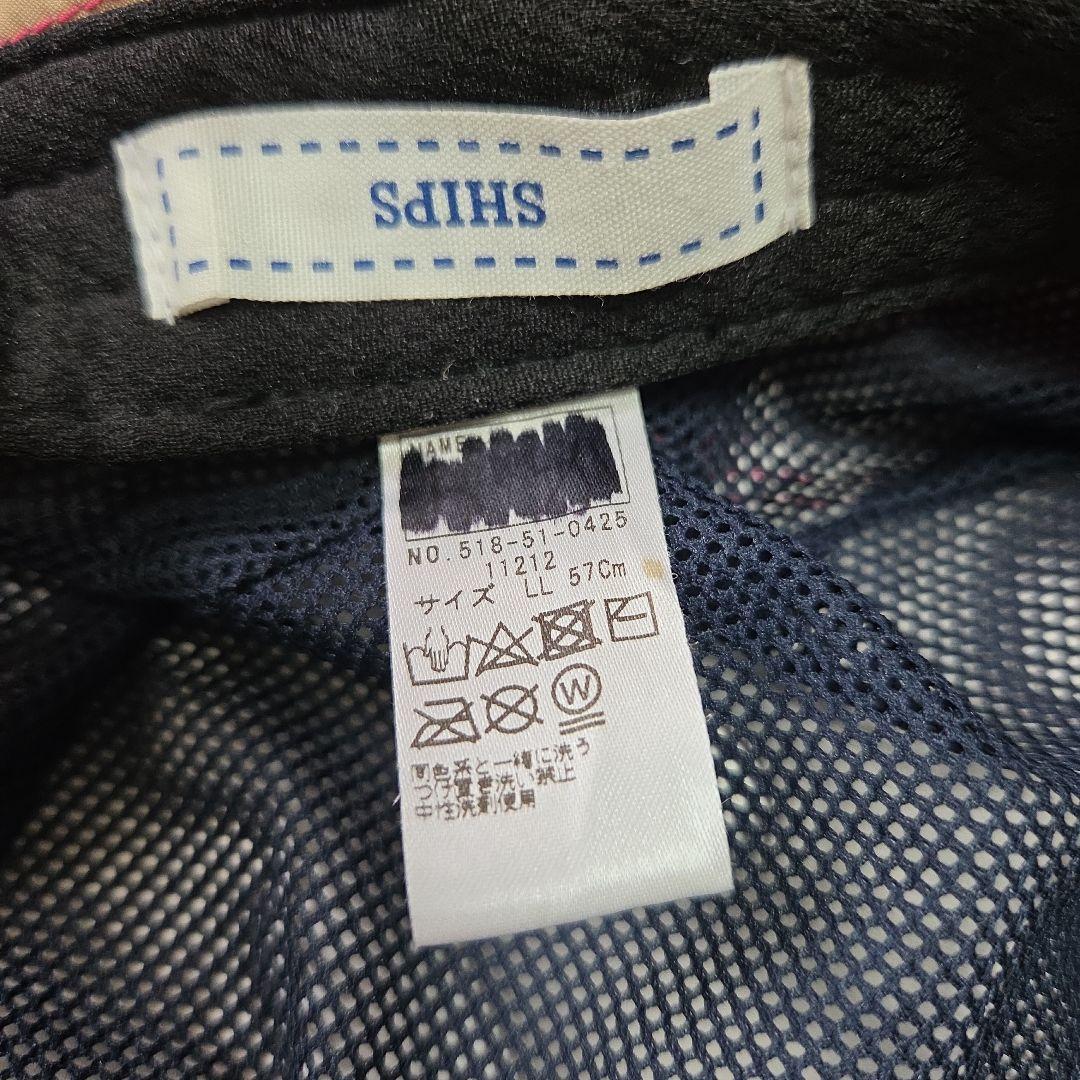 SHIPS
NAME
NO.518-51-0425
11212
サイズ LL 57Cm
W
同色系と一緒に洗う
つけ置き洗い禁止
中性洗剤使用